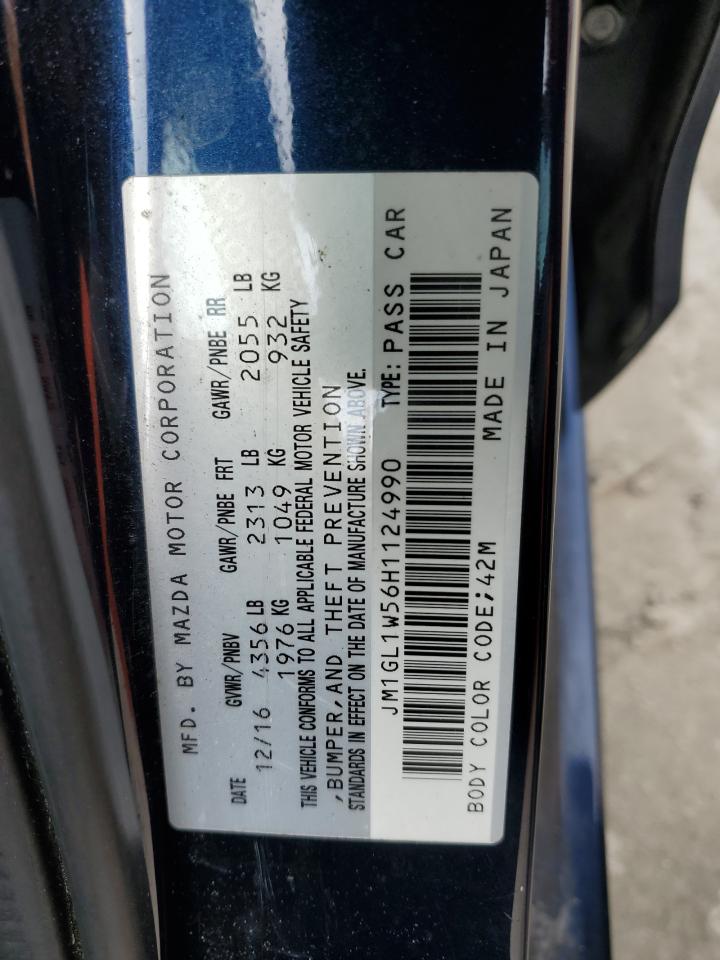 MFD. BY MAZDA MOTOR CORPORATION
DATE GVWR/PNBV GAWR/PNBE FRT GAWR/PNBE RR
12/16 4356 LB 2313 LB 2055 LB
1976 KG 1049 KG 932 KG
THIS VEHICLE CONFORMS TO ALL APPLICABLE FEDERAL MOTOR VEHICLE SAFETY
,BUMPER, AND THEFT PREVENTION
STANDARDS IN EFFECT ON THE DATE OF MANUFACTURE SHOWN ABOVE.
JM1GL1W56H1124990 TYPE: PASS CAR
BODY COLOR CODE;42M MADE IN JAPAN